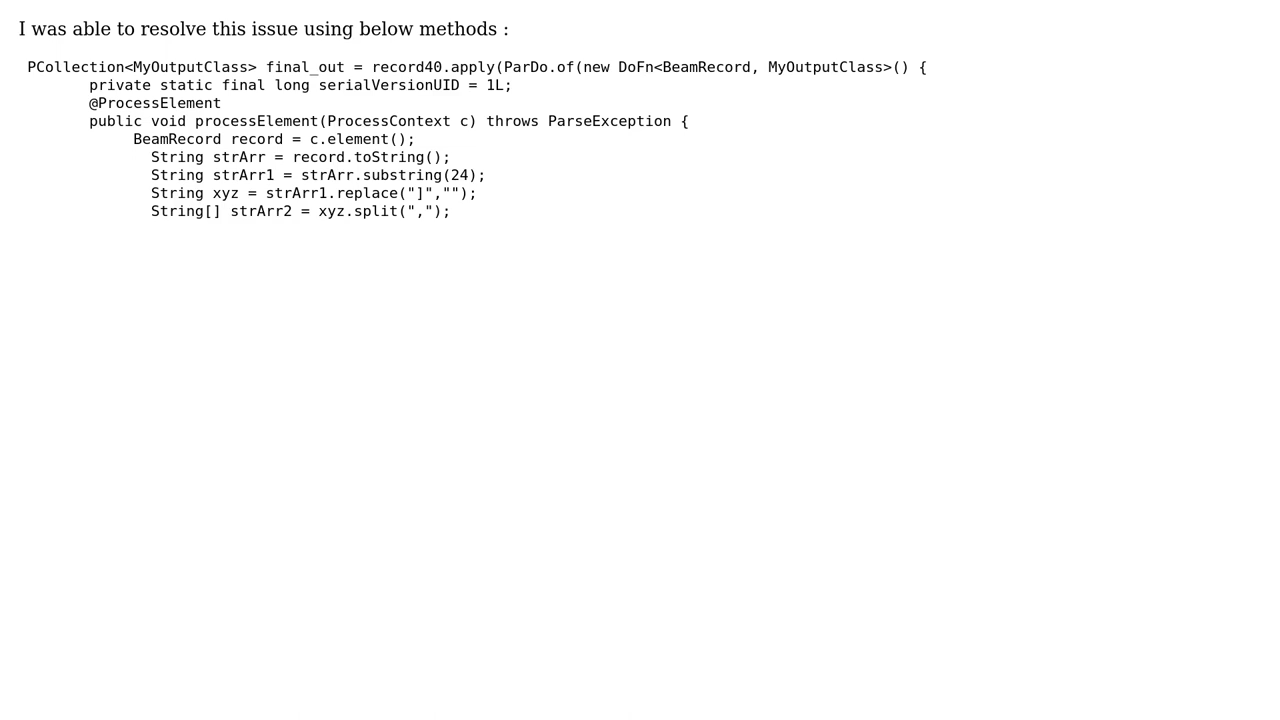 I was able to resolve this issue using below methods :
PCollection<MyOutputClass> final_out = record40.apply(ParDo.of(new DoFn<BeamRecord, MyOutputClass>() {
       private static final long serialVersionUID = 1L;
       @ProcessElement
       public void processElement(ProcessContext c) throws ParseException {
            BeamRecord record = c.element();
              String strArr = record.toString();
              String strArr1 = strArr.substring(24);
              String xyz = strArr1.replace("]","");
              String[] strArr2 = xyz.split(",");